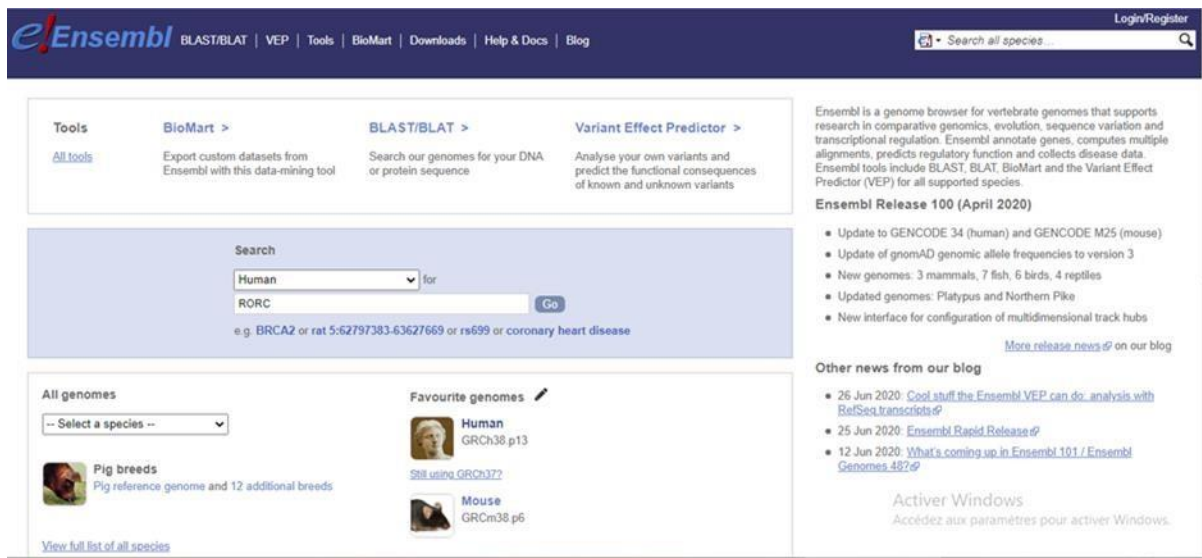 Login/Register
e!Ensembl BLAST/BLAT | VEP | Tools | BioMart | Downloads | Help & Docs | Blog
Search all species...
Tools
All tools
BioMart >
Export custom datasets from
Ensembl with this data-mining tool
BLAST/BLAT >
Search our genomes for your DNA
or protein sequence
Variant Effect Predictor >
Analyse your own variants and
predict the functional consequences
of known and unknown variants
Search
Human for
RORC Go
e.g. BRCA2 or rat 5:62797383-63627669 or rs699 or coronary heart disease
All genomes
-- Select a species --
Pig breeds
Pig reference genome and 12 additional breeds
View full list of all species
Favourite genomes
Human
GRCh38.p13
Still using GRCh37?
Mouse
GRCm38.p6
Ensembl is a genome browser for vertebrate genomes that supports
research in comparative genomics, evolution, sequence variation and
transcriptional regulation. Ensembl annotate genes, computes multiple
alignments, predicts regulatory function and collects disease data.
Ensembl tools include BLAST, BLAT, BioMart and the Variant Effect
Predictor (VEP) for all supported species.
Ensembl Release 100 (April 2020)
• Update to GENCODE 34 (human) and GENCODE M25 (mouse)
• Update of gnomAD genomic allele frequencies to version 3
• New genomes: 3 mammals, 7 fish, 6 birds, 4 reptiles
• Updated genomes: Platypus and Northern Pike
• New interface for configuration of multidimensional track hubs
More release news on our blog
Other news from our blog
• 26 Jun 2020: Cool stuff the Ensembl VEP can do: analysis with
RefSeq transcripts
• 25 Jun 2020: Ensembl Rapid Release
• 12 Jun 2020: What's coming up in Ensembl 101 / Ensembl
Genomes 48?
Activer Windows
Accédez aux paramètres pour activer Windows.